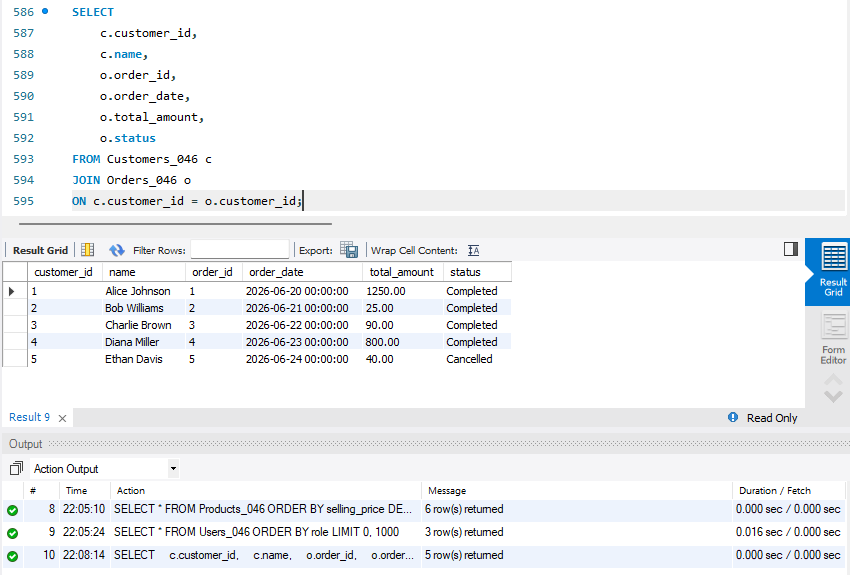 586 SELECT
587 c.customer_id,
588 c.name,
589 o.order_id,
590 o.order_date,
591 o.total_amount,
592 o.status
593 FROM Customers_046 c
594 JOIN Orders_046 o
595 ON c.customer_id = o.customer_id;
Result Grid Filter Rows: Export: Wrap Cell Content:
customer_id name order_id order_date total_amount status
1 Alice Johnson 1 2026-06-20 00:00:00 1250.00 Completed
2 Bob Williams 2 2026-06-21 00:00:00 25.00 Completed
3 Charlie Brown 3 2026-06-22 00:00:00 90.00 Completed
4 Diana Miller 4 2026-06-23 00:00:00 800.00 Completed
5 Ethan Davis 5 2026-06-24 00:00:00 40.00 Cancelled
Result
Grid
Form
Editor
Result 9 Read Only
Output
Action Output
# Time Action Message Duration / Fetch
8 22:05:10 SELECT * FROM Products_046 ORDER BY selling_price DE... 6 row(s) returned 0.000 sec / 0.000 sec
9 22:05:24 SELECT * FROM Users_046 ORDER BY role LIMIT 0, 1000 3 row(s) returned 0.016 sec / 0.000 sec
10 22:08:14 SELECT c.customer_id, c.name, o.order_id, o.order... 5 row(s) returned 0.000 sec / 0.000 sec